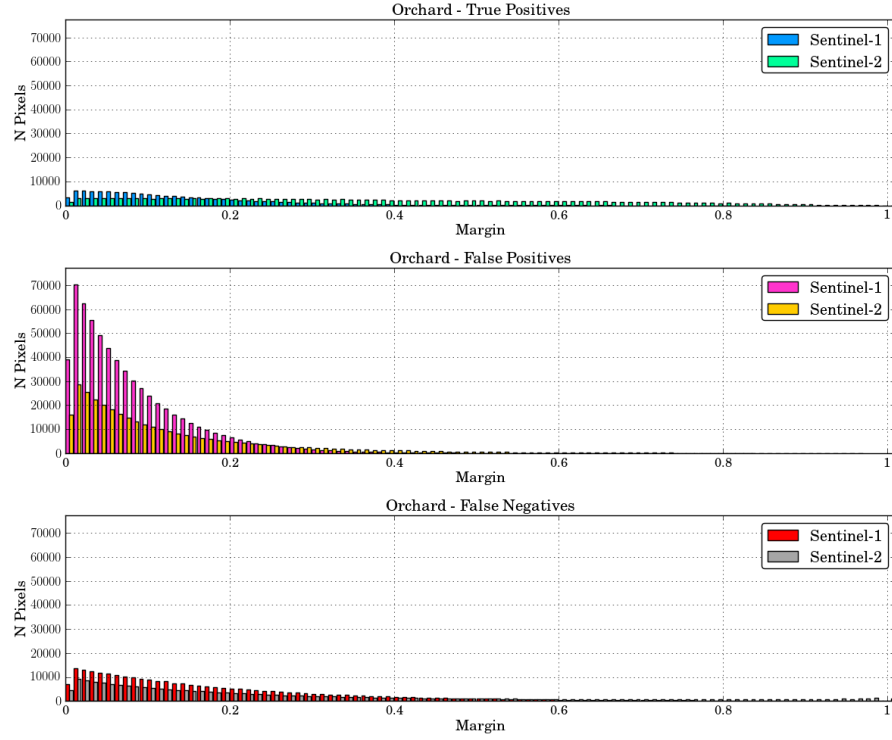 Orchard - True Positives
70000
60000
50000
40000
30000
20000
10000
0
N Pixels
Sentinel-1
Sentinel-2
0 0.2 0.4 0.6 0.8 1
Margin
Orchard - False Positives
70000
60000
50000
40000
30000
20000
10000
0
N Pixels
Sentinel-1
Sentinel-2
0 0.2 0.4 0.6 0.8 1
Margin
Orchard - False Negatives
70000
60000
50000
40000
30000
20000
10000
0
N Pixels
Sentinel-1
Sentinel-2
0 0.2 0.4 0.6 0.8 1
Margin